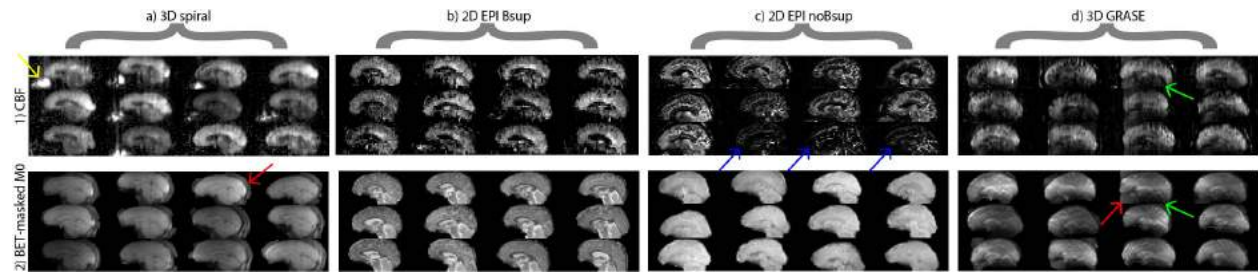 a) 3D spiral
b) 2D EPI Bsup
c) 2D EPI noBsup
d) 3D GRASE
1) CBF
2) BET-masked M0